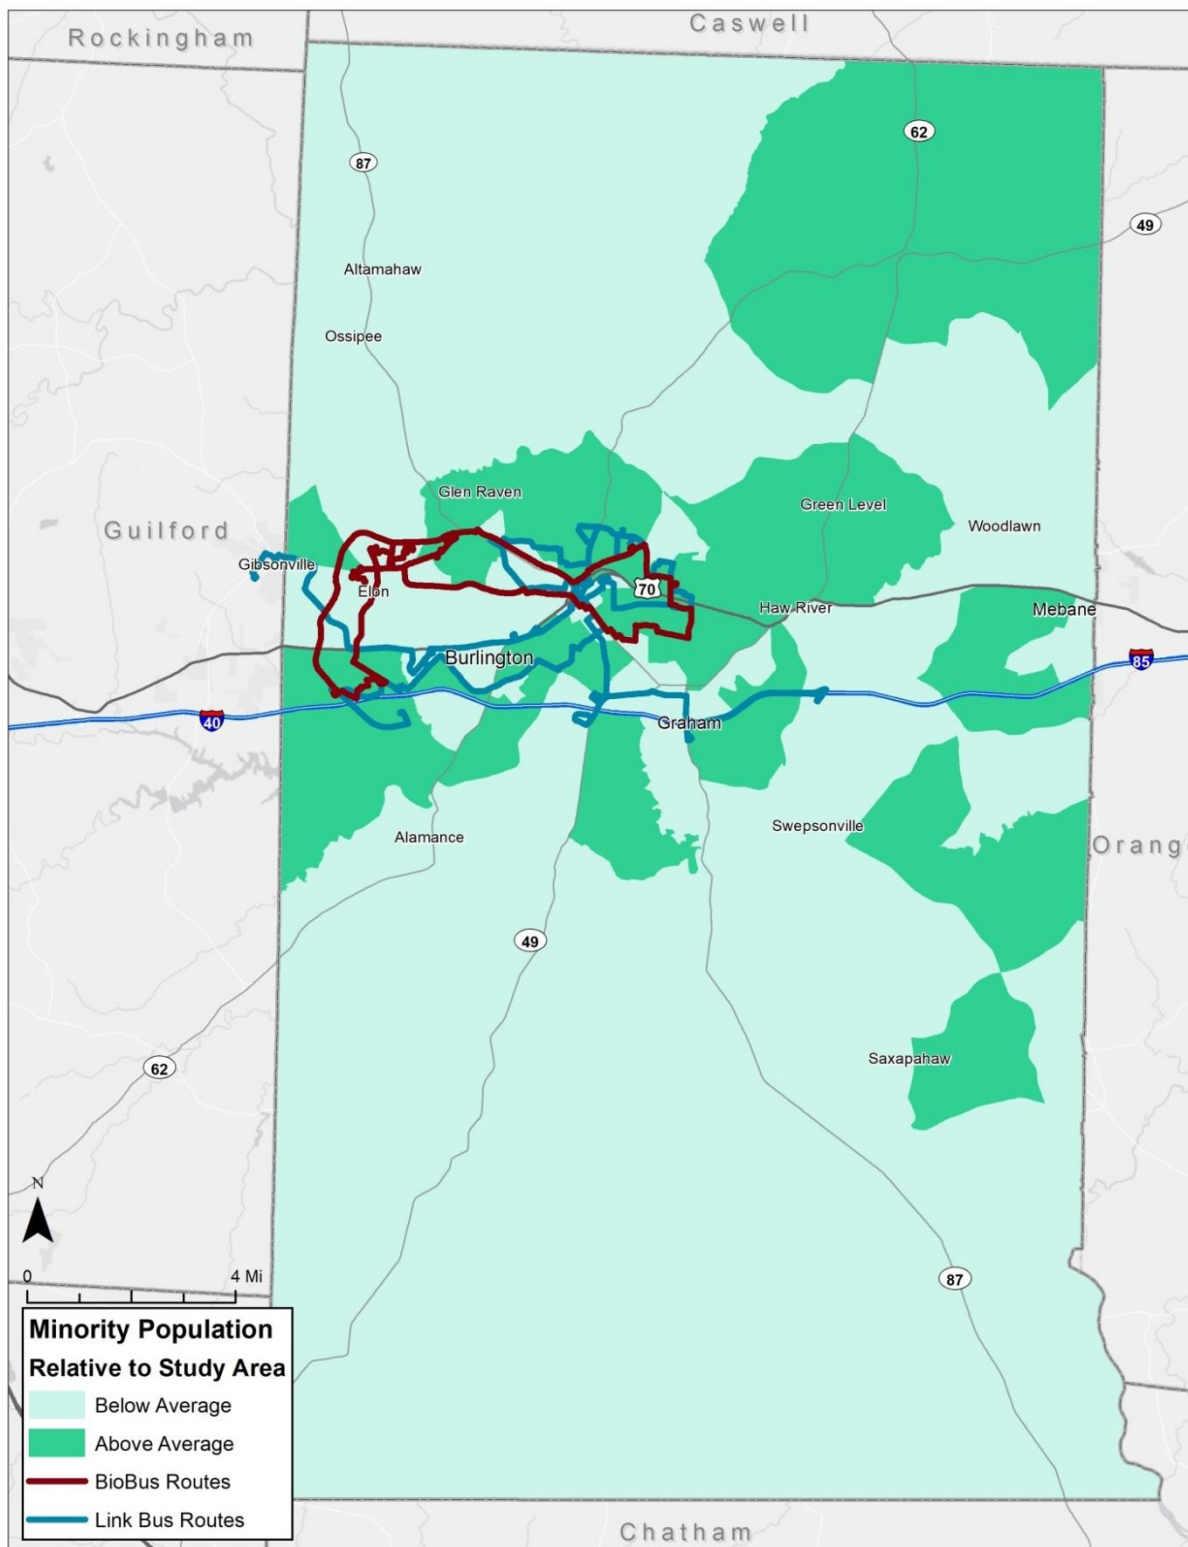 Caswell
Rockingham
62
87
49
Altamahaw
Ossipee
Glen Raven
Green Level
Woodlawn
Guilford
Gibsonville
Elon
70
Haw River
Mebane
Burlington
85
40
Graham
Swepsonville
Alamance
Orang
49
Saxapahaw
62
N
0 4 Mi
87
Minority Population
Relative to Study Area
Below Average
Above Average
BioBus Routes
Link Bus Routes
Chatham